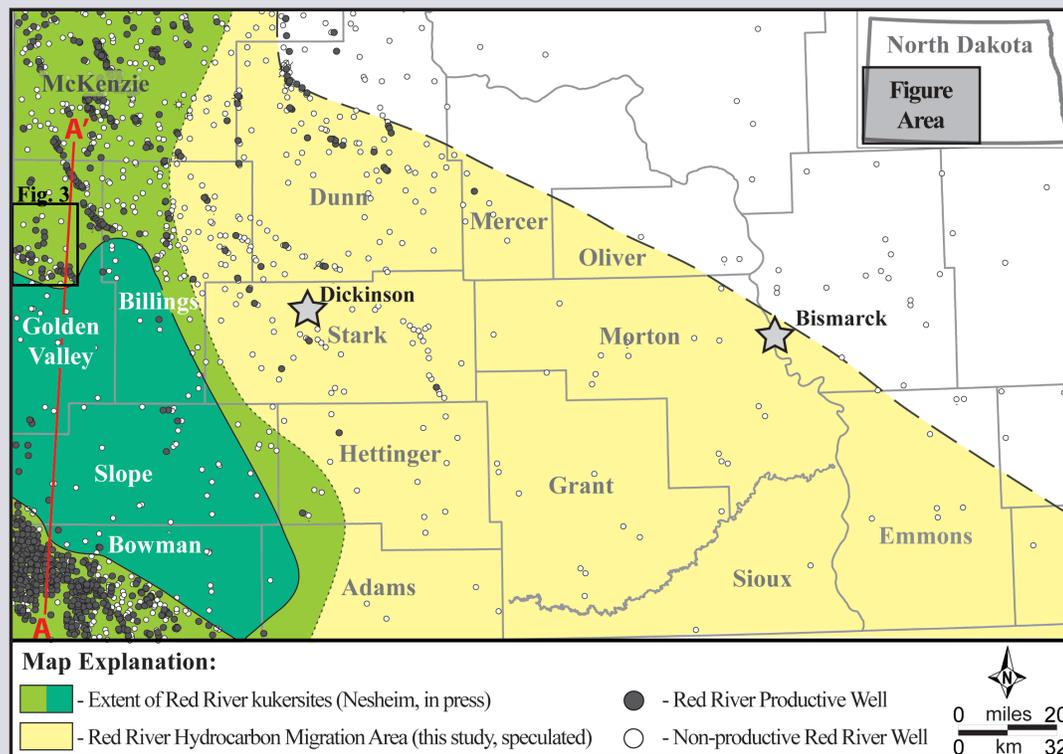 North Dakota
Figure
Area
McKenzie
A'
Fig. 3
Dunn
Mercer
Oliver
Billings
Dickinson
Stark
Golden
Valley
Morton
Bismarck
Slope
Hettinger
Grant
Bowman
Emmons
Adams
Sioux
A
Map Explanation:
- Extent of Red River kukersites (Nesheim, in press)
- Red River Hydrocarbon Migration Area (this study, speculated)
- Red River Productive Well
- Non-productive Red River Well
N
0 miles 20
0 km